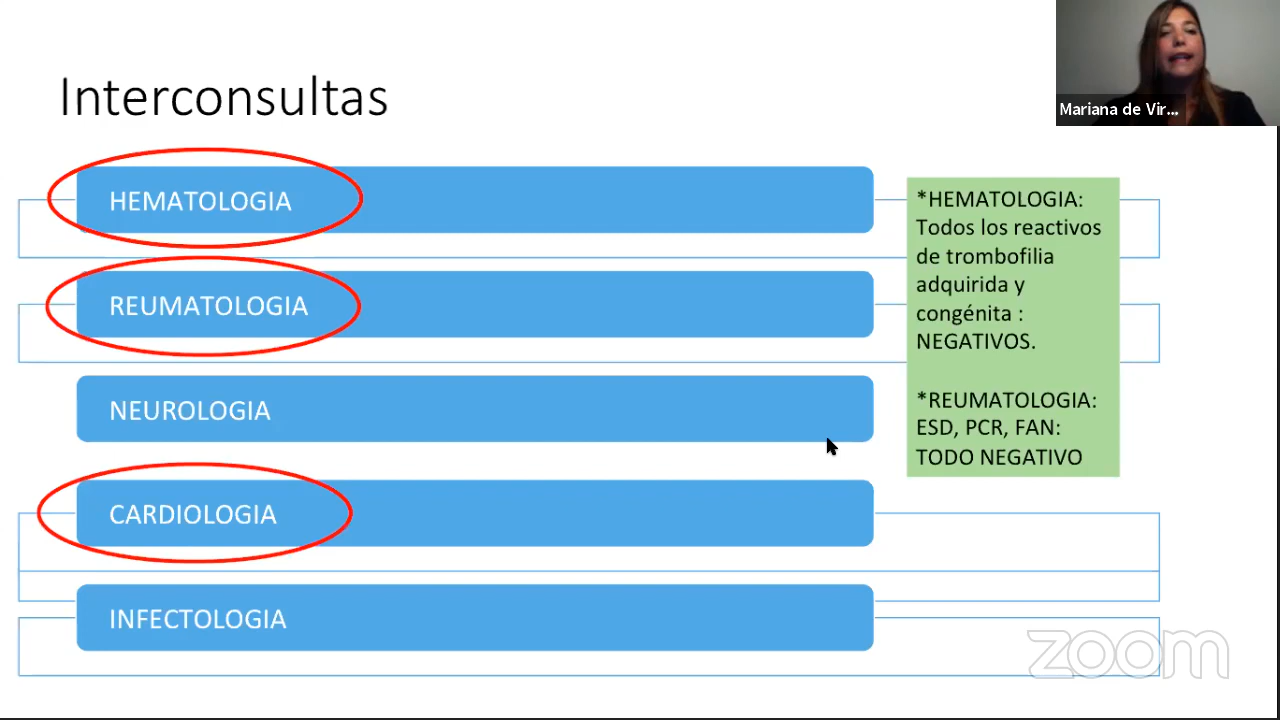 Interconsultas
Mariana de Vir...
HEMATOLOGIA
REUMATOLOGIA
NEUROLOGIA
CARDIOLOGIA
INFECTOLOGIA
*HEMATOLOGIA:
Todos los reactivos
de trombofilia
adquirida y
congénita :
NEGATIVOS.
*REUMATOLOGIA:
ESD, PCR, FAN:
TODO NEGATIVO
zoom